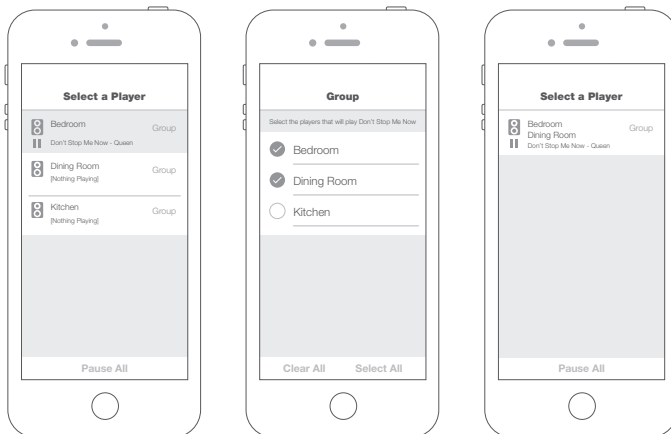 Select a Player
Bedroom
Group
Don't Stop Me Now - Queen
Dining Room
[Nothing Playing]
Group
Kitchen
[Nothing Playing]
Group
Pause All
Group
Select the players that will play Don't Stop Me Now
Bedroom
Dining Room
Kitchen
Clear All Select All
Select a Player
Bedroom
Dining Room
Group
Don't Stop Me Now - Queen
Pause All